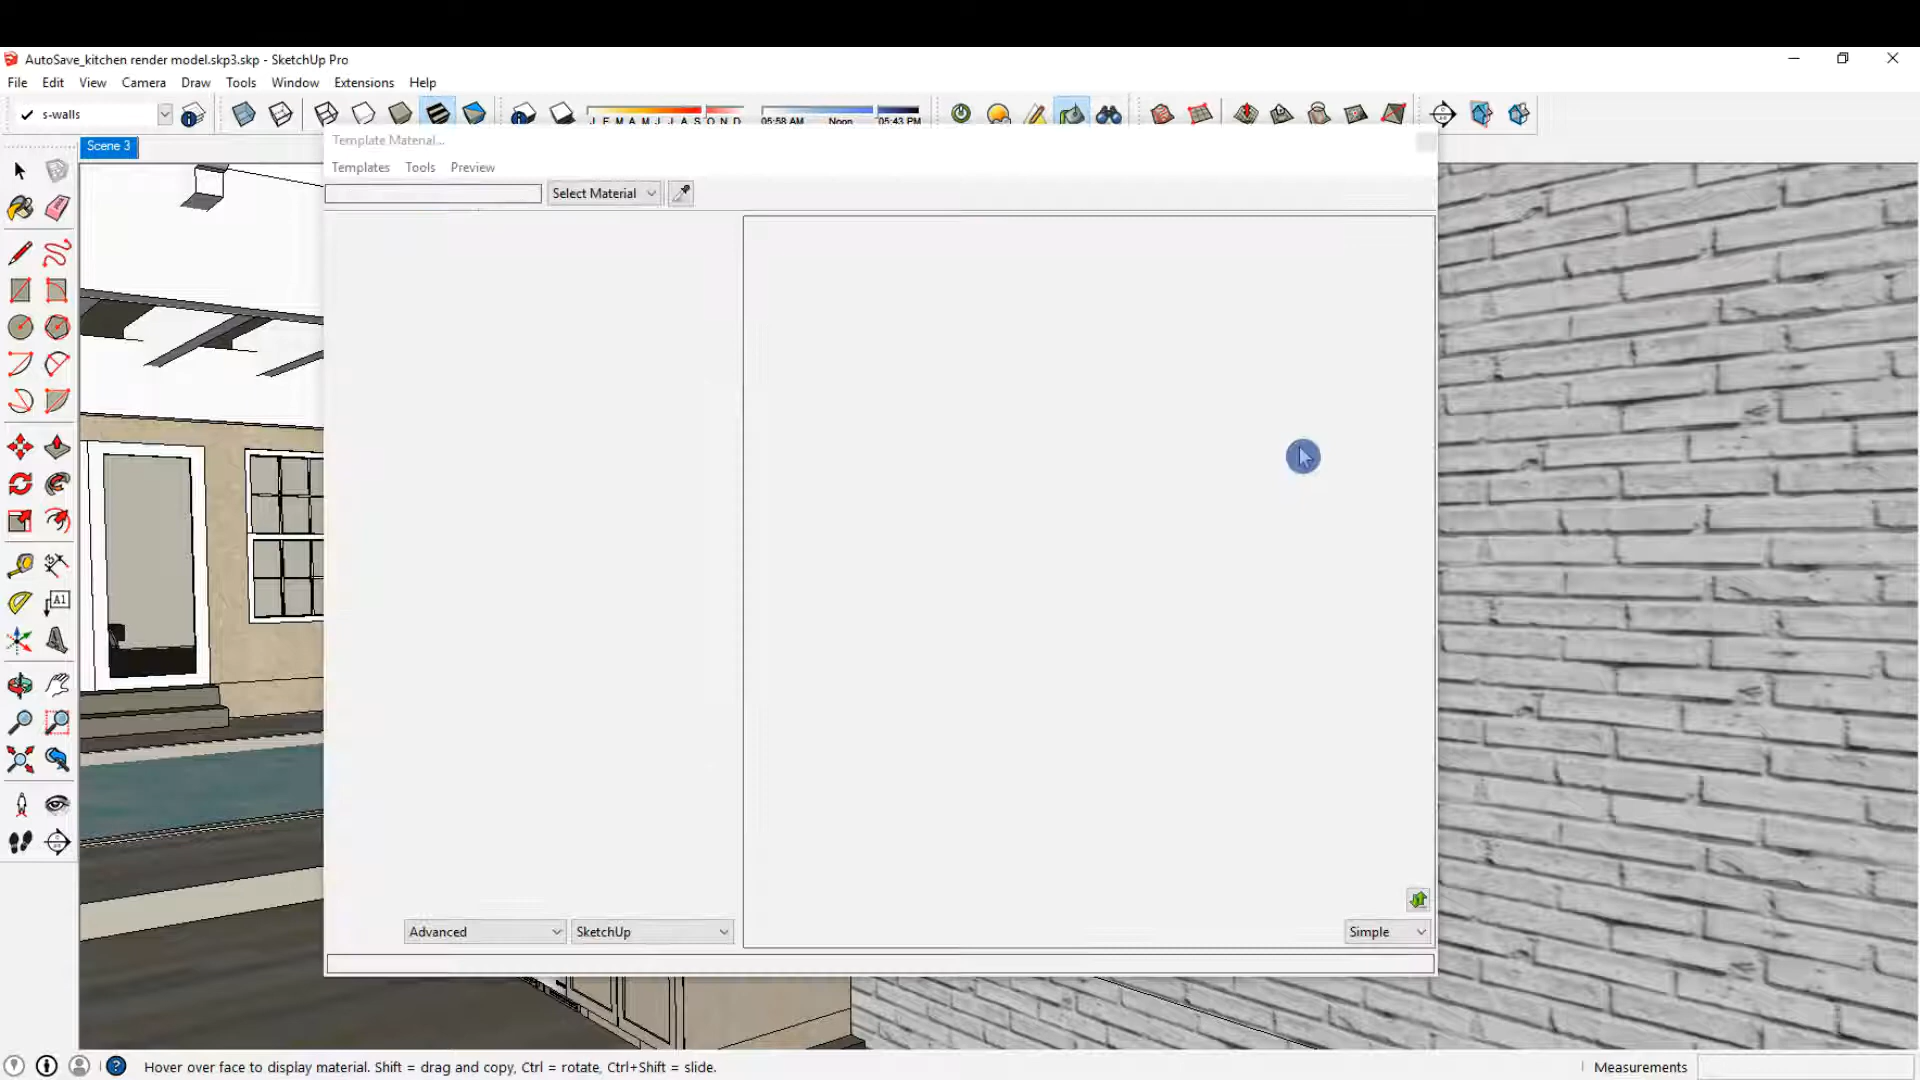 AutoSave_kitchen render model.skp3.skp - SketchUp Pro
File Edit View Camera Draw Tools Window Extensions Help
s-walls
J F M A M J J A S O N D 05:58 AM Noon 05:43 PM
Scene 3
Template Material...
Templates Tools Preview
Select Material
A1
Advanced SketchUp Simple
Hover over face to display material. Shift = drag and copy, Ctrl = rotate, Ctrl+Shift = slide. Measurements